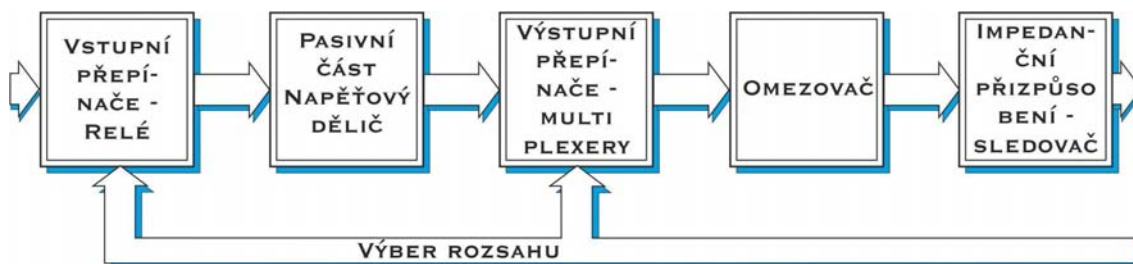 VSTUPNÍ
PŘEPÍ-
NAČE -
RELÉ
PASIVNÍ
ČÁST
NAPĚŤOVÝ
DĚLIČ
VÝSTUPNÍ
PŘEPÍ-
NAČE -
MULTI
PLEXERY
OMEZOVAČ
IMPEDAN-
ČNÍ
PŘIZPŮSO
BENÍ -
SLEDOVAČ
VÝBER ROZSAHU